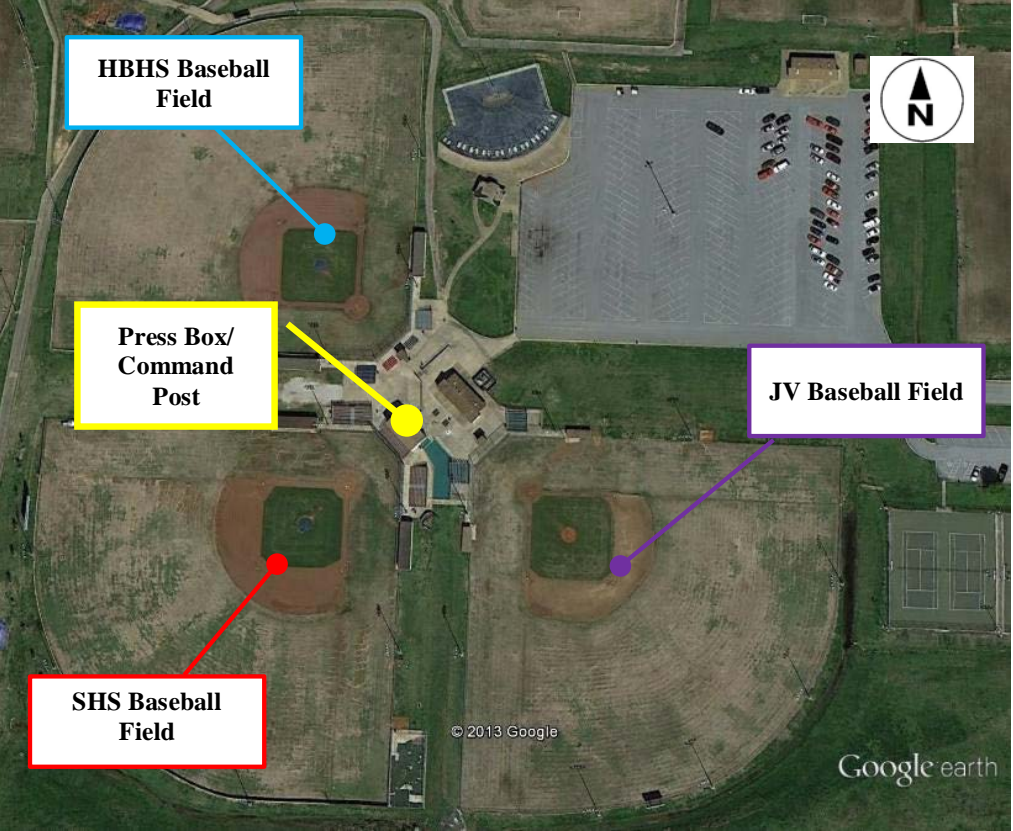 HBHS Baseball
Field
N
Press Box/
Command
Post
JV Baseball Field
SHS Baseball
Field
© 2013 Google
Google earth